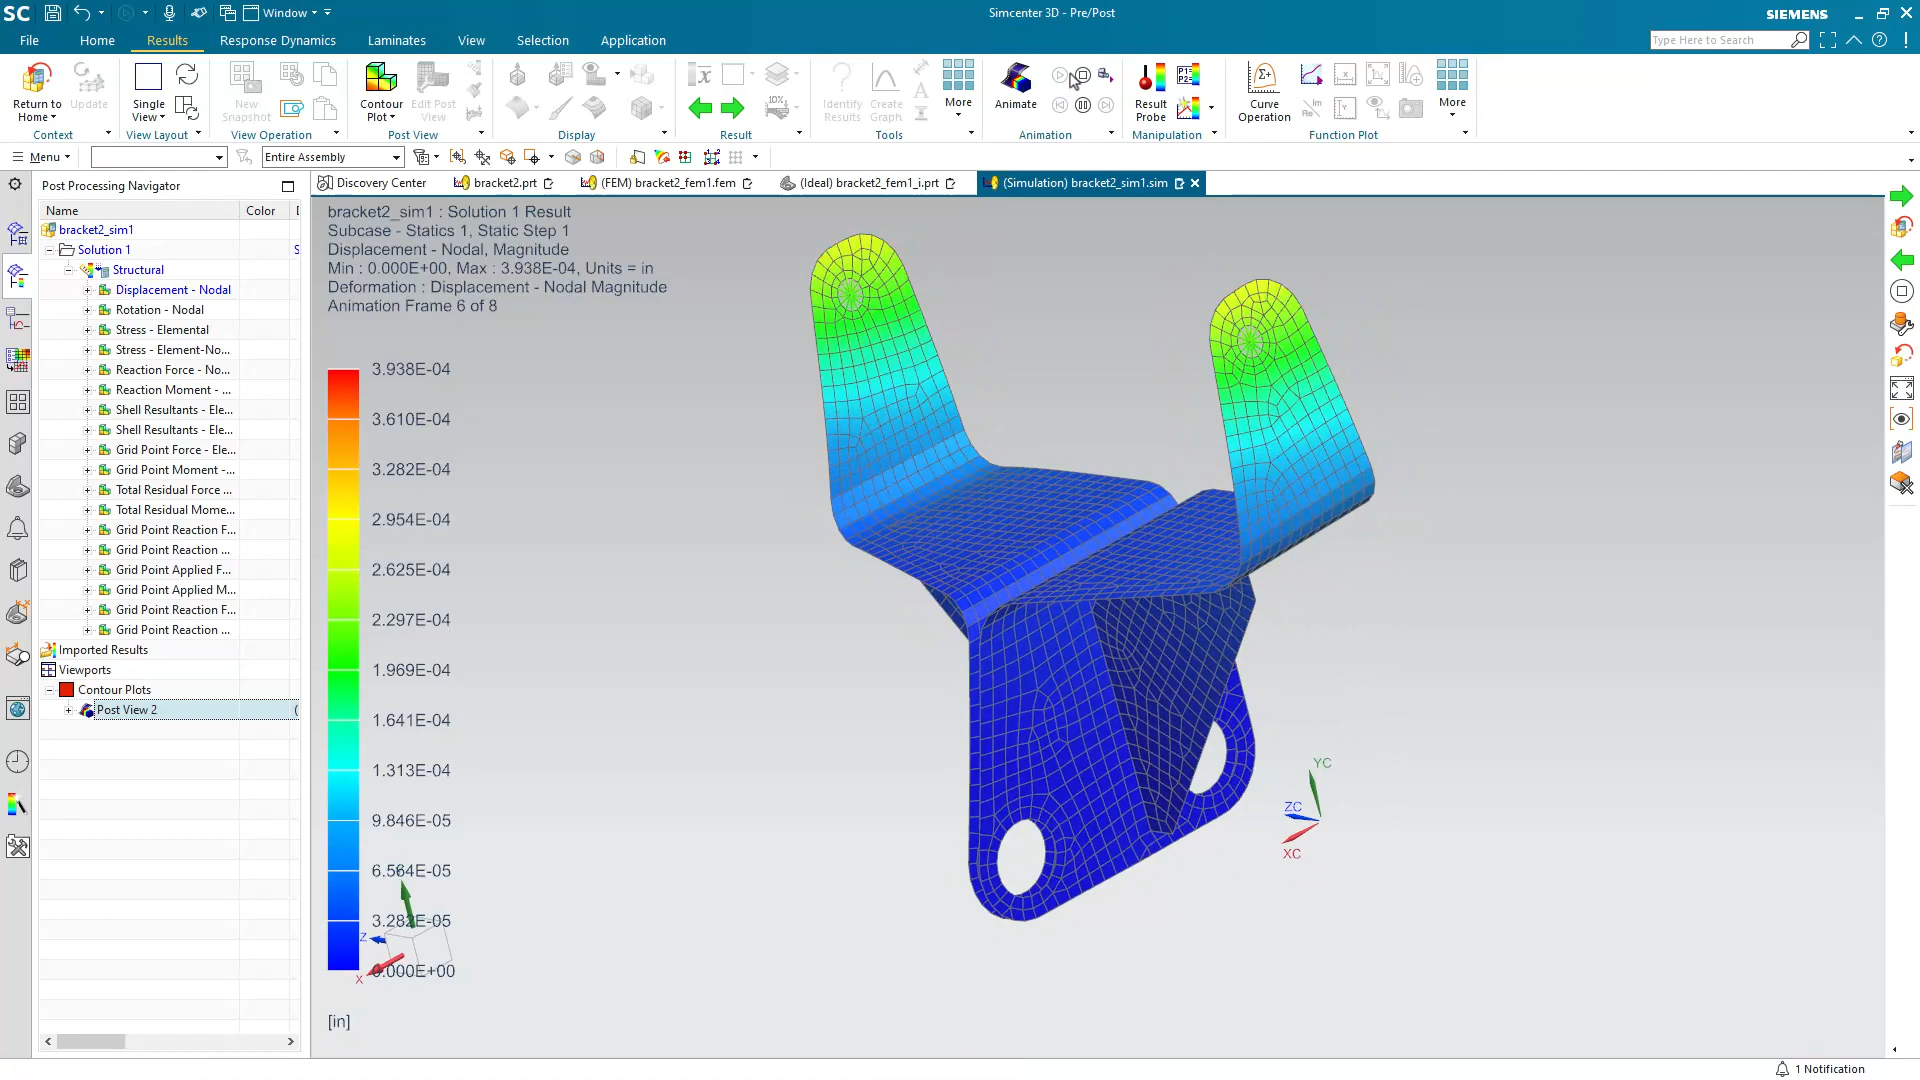 SC Window Simcenter 3D - Pre/Post SIEMENS
File Home Results Response Dynamics Laminates View Selection Application Type Here to Search
Return to Home Update Single View New Snapshot Contour Plot Edit Post View 10% Identify Results Create Graph More Animate Result Probe P1 P2 Curve Operation More
Context View Layout View Operation Post View Display Result Tools Animation Manipulation Function Plot
Menu Entire Assembly
Post Processing Navigator
Discovery Center bracket2.prt (FEM) bracket2_fem1.fem (Ideal) bracket2_fem1_i.prt (Simulation) bracket2_sim1.sim
Name Color
bracket2_sim1
Solution 1 S
Structural
Displacement - Nodal
Rotation - Nodal
Stress - Elemental
Stress - Element-No...
Reaction Force - No...
Reaction Moment - ...
Shell Resultants - Ele...
Shell Resultants - Ele...
Grid Point Force - Ele...
Grid Point Moment -...
Total Residual Force ...
Total Residual Mome...
Grid Point Reaction F...
Grid Point Reaction ...
Grid Point Applied F...
Grid Point Applied M...
Grid Point Reaction F...
Grid Point Reaction ...
Imported Results
Viewports
Contour Plots
Post View 2
bracket2_sim1 : Solution 1 Result
Subcase - Statics 1, Static Step 1
Displacement - Nodal, Magnitude
Min : 0.000E+00, Max : 3.938E-04, Units = in
Deformation : Displacement - Nodal Magnitude
Animation Frame 6 of 8
3.938E-04
3.610E-04
3.282E-04
2.954E-04
2.625E-04
2.297E-04
1.969E-04
1.641E-04
1.313E-04
9.846E-05
6.564E-05
3.282E-05
0.000E+00
Z
X
[in]
YC
ZC
XC
1 Notification